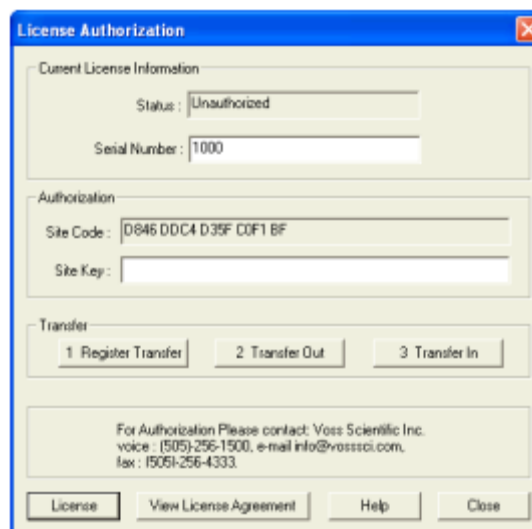 License Authorization
Current License Information
Status : Unauthorized
Serial Number : 1000
Authorization
Site Code : D846 DDC4 D35F C0F1 BF
Site Key :
Transfer
1 Register Transfer 2 Transfer Out 3 Transfer In
For Authorization Please contact: Voss Scientific Inc.
voice : (505)-256-1500, e-mail info@vosssci.com,
fax : (505)-256-4333.
License View License Agreement Help Close